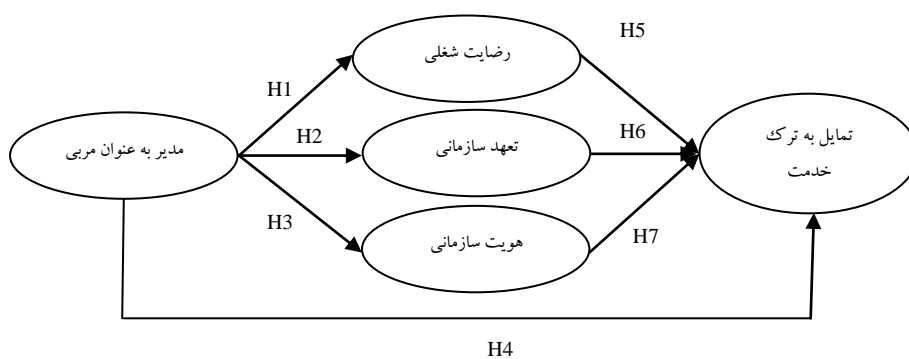 رضایت شغلی
H5
H1
H2
H6
تمایل به ترک
خدمت
مدیر به عنوان مربی
تعهد سازمانی
H3
هویت سازمانی
H7
H4